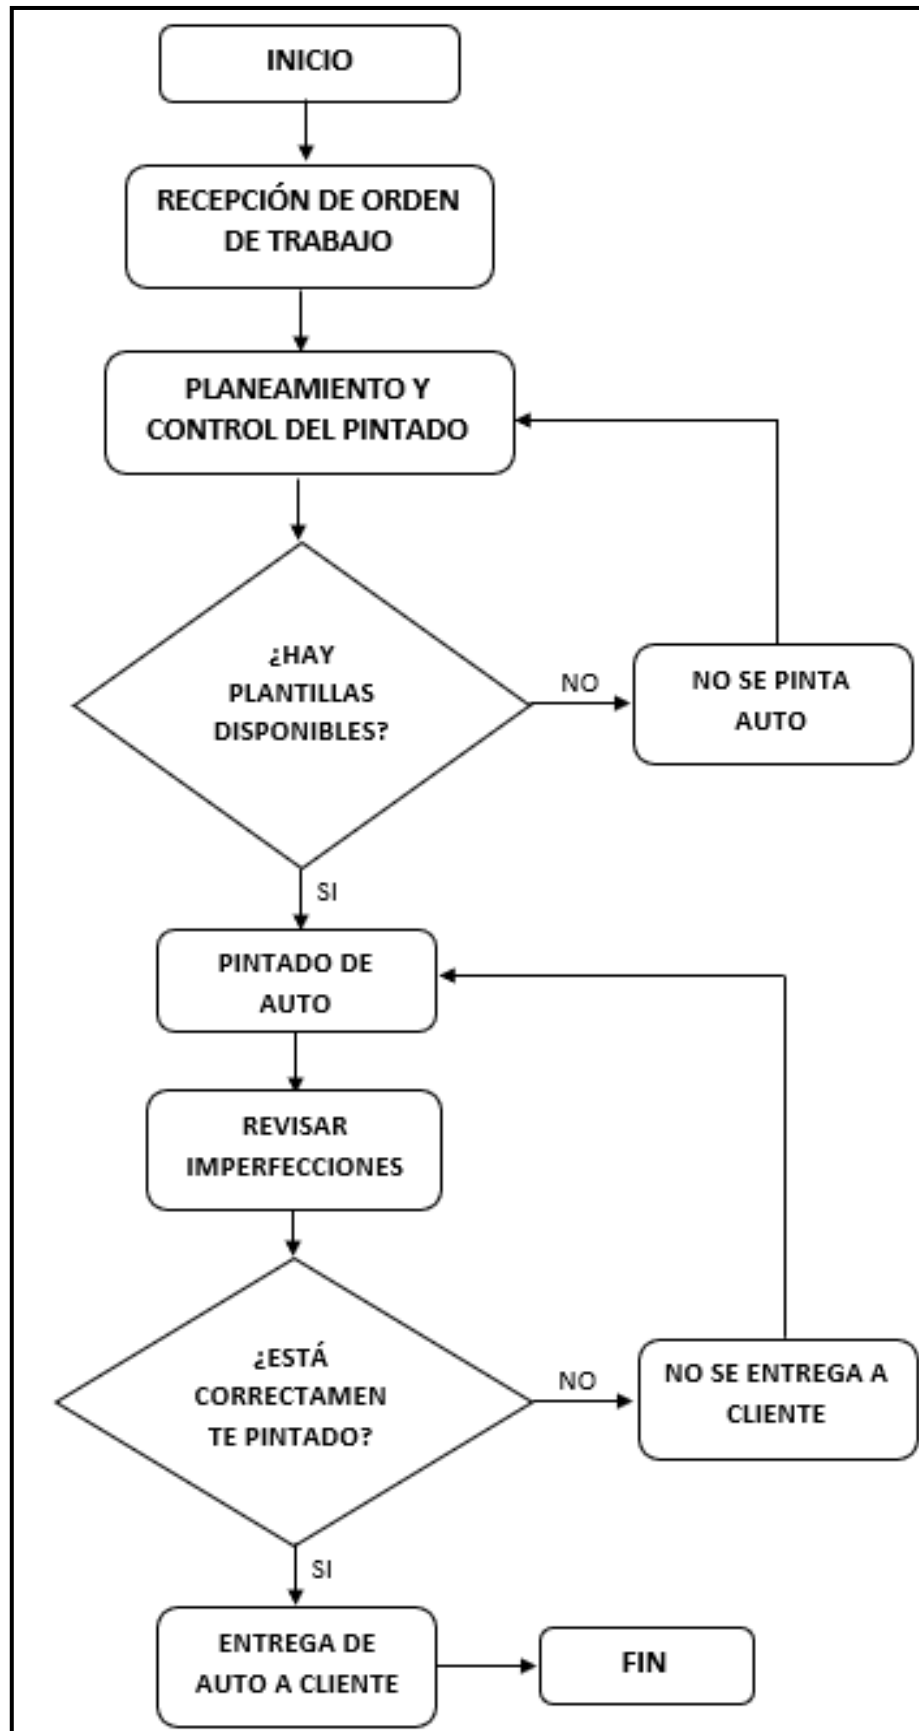 INICIO
RECEPCIÓN DE ORDEN
DE TRABAJO
PLANEAMIENTO Y
CONTROL DEL PINTADO
¿HAY
PLANTILLAS
DISPONIBLES?
NO
NO SE PINTA
AUTO
SI
PINTADO DE
AUTO
REVISAR
IMPERFECCIONES
¿ESTÁ
CORRECTAMEN
TE PINTADO?
NO
NO SE ENTREGA A
CLIENTE
SI
ENTREGA DE
AUTO A CLIENTE
FIN